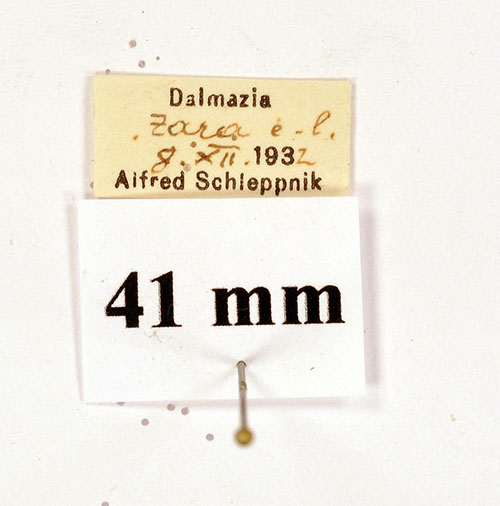 Dalmazia
Zara e.l.
8.XII.1932
Alfred Schleppnik
41 mm